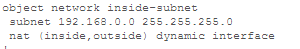 object network inside-subnet
subnet 192.168.0.0 255.255.255.0
nat (inside,outside) dynamic interface
!